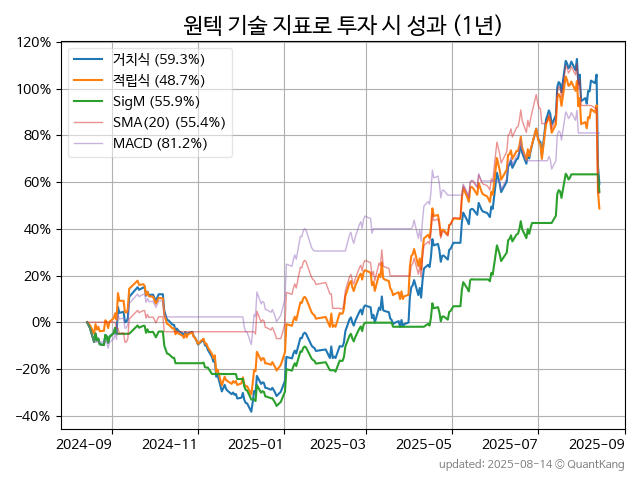 원텍 기술 지표로 투자 시 성과 (1년)
120%
100%
80%
60%
40%
20%
0%
−20%
−40%
거치식 (59.3%)
적립식 (48.7%)
SigM (55.9%)
SMA(20) (55.4%)
MACD (81.2%)
2024-09
2024-11
2025-01
2025-03
2025-05
2025-07
2025-09
updated: 2025-08-14 © QuantKang